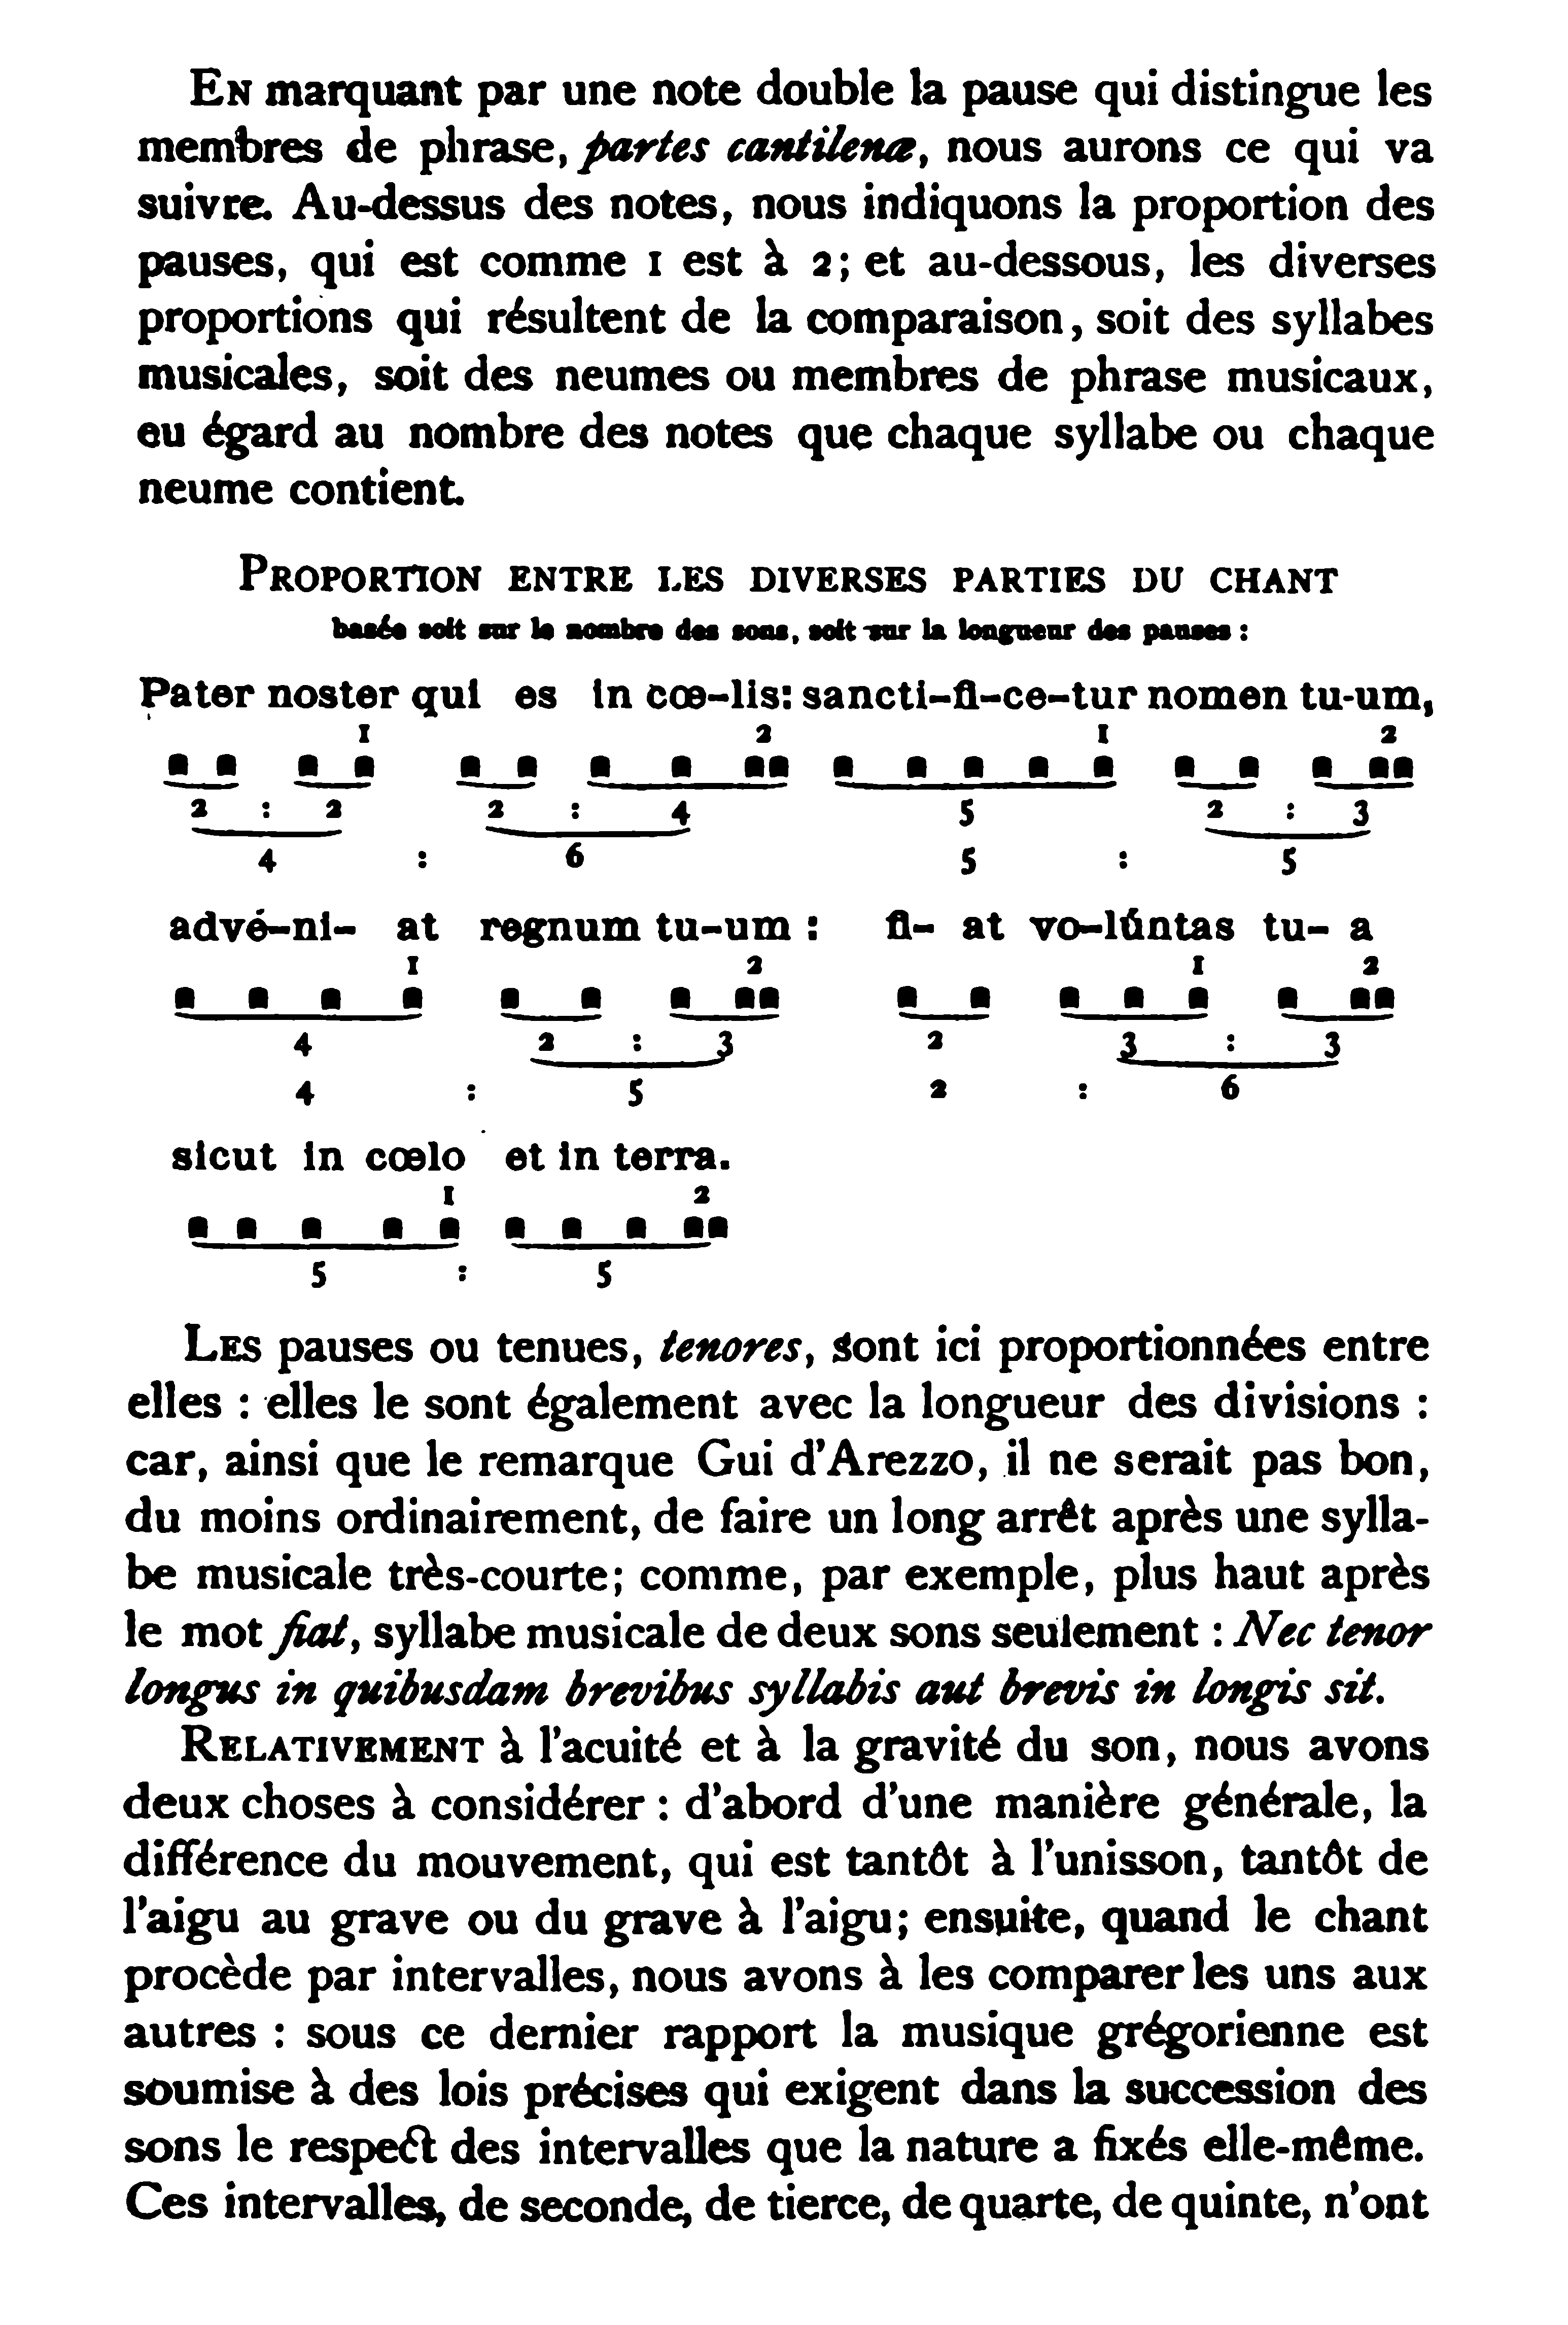 EN marquant par une note double la pause qui distingue les
membres de phrase, partes cantilenæ, nous aurons ce qui va
suivre. Au-dessus des notes, nous indiquons la proportion des
pauses, qui est comme 1 est à 2; et au-dessous, les diverses
proportions qui résultent de la comparaison, soit des syllabes
musicales, soit des neumes ou membres de phrase musicaux,
eu égard au nombre des notes que chaque syllabe ou chaque
neume contient.
PROPORTION ENTRE LES DIVERSES PARTIES DU CHANT
basée soit sur le nombre des sons, soit sur la longueur des pauses :
Pater noster qui es in cœ-lis: sancti-fi-ce-tur nomen tu-um,
1 2 1 2
2 : 2 2 : 4 5 2 : 3
4 : 6 5 : 5
advé-ni- at regnum tu-um : fi- at vo-lúntas tu- a
1 2 1 2
4 2 : 3 2 3 : 3
4 : 5 2 : 6
sicut in cœlo et in terra.
1 2
5 : 5
LES pauses ou tenues, tenores, sont ici proportionnées entre
elles : elles le sont également avec la longueur des divisions :
car, ainsi que le remarque Gui d'Arezzo, il ne serait pas bon,
du moins ordinairement, de faire un long arrêt après une sylla-
be musicale très-courte; comme, par exemple, plus haut après
le mot fiat, syllabe musicale de deux sons seulement : Nec tenor
longus in quibusdam brevibus syllabis aut brevis in longis sit.
RELATIVEMENT à l'acuité et à la gravité du son, nous avons
deux choses à considérer : d'abord d'une manière générale, la
différence du mouvement, qui est tantôt à l'unisson, tantôt de
l'aigu au grave ou du grave à l'aigu; ensuite, quand le chant
procède par intervalles, nous avons à les comparer les uns aux
autres : sous ce dernier rapport la musique grégorienne est
soumise à des lois précises qui exigent dans la succession des
sons le respect des intervalles que la nature a fixés elle-même.
Ces intervalles, de seconde, de tierce, de quarte, de quinte, n'ont